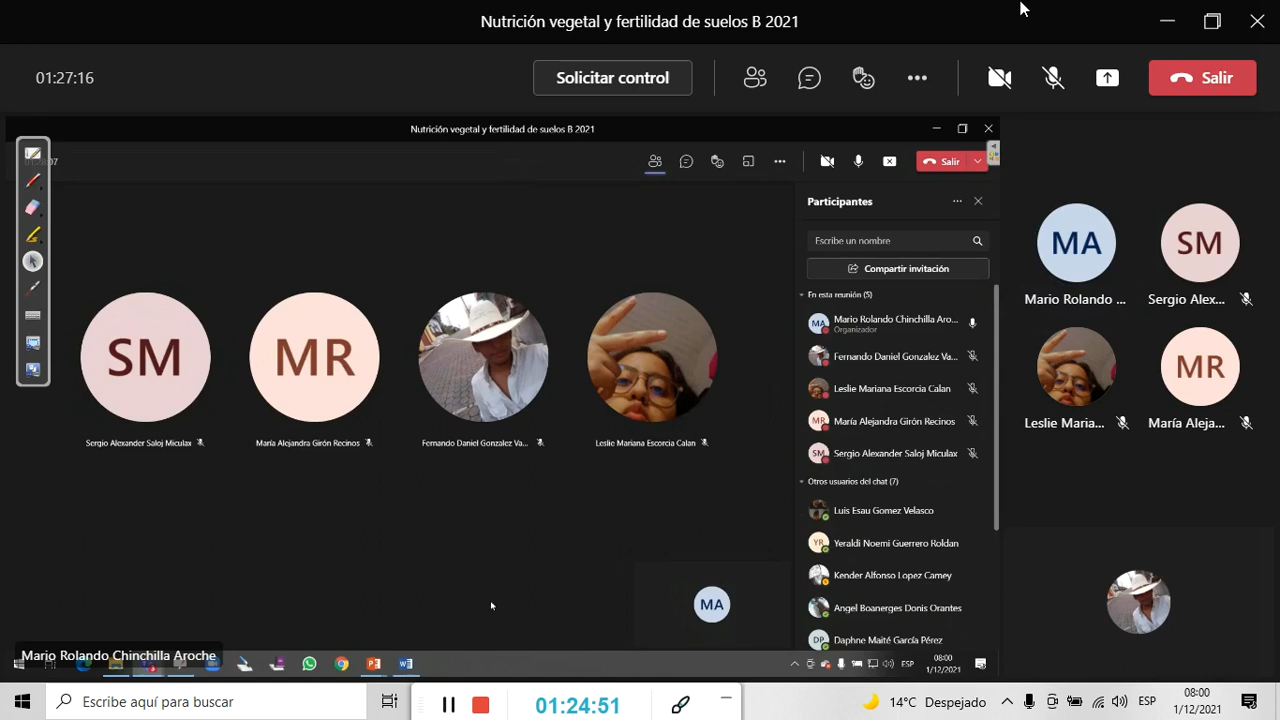 Nutrición vegetal y fertilidad de suelos B 2021
01:27:16
Solicitar control
Salir
Nutrición vegetal y fertilidad de suelos B 2021
Salir
Participantes
Escribe un nombre
Compartir invitación
En esta reunión (5)
Mario Rolando Chinchilla Aro...
Organizador
Fernando Daniel Gonzalez Va...
Leslie Mariana Escorcia Calan
María Alejandra Girón Recinos
Sergio Alexander Saloj Miculax
Otros usuarios del chat (7)
Luis Esau Gomez Velasco
Yeraldi Noemi Guerrero Roldan
Kender Alfonso Lopez Camey
Angel Boanerges Donis Orantes
Daphne Maité García Pérez
MA
MR
SM
YR
DP
SM
MR
Sergio Alexander Saloj Miculax
María Alejandra Girón Recinos
Fernando Daniel Gonzalez Va...
Leslie Mariana Escorcia Calan
MA
MA
SM
Mario Rolando ...
Sergio Alex...
MR
Leslie Maria...
María Aleja...
Mario Rolando Chinchilla Aroche
ESP
08:00
1/12/2021
Escribe aquí para buscar
01:24:51
14°C Despejado
ESP
08:00
1/12/2021